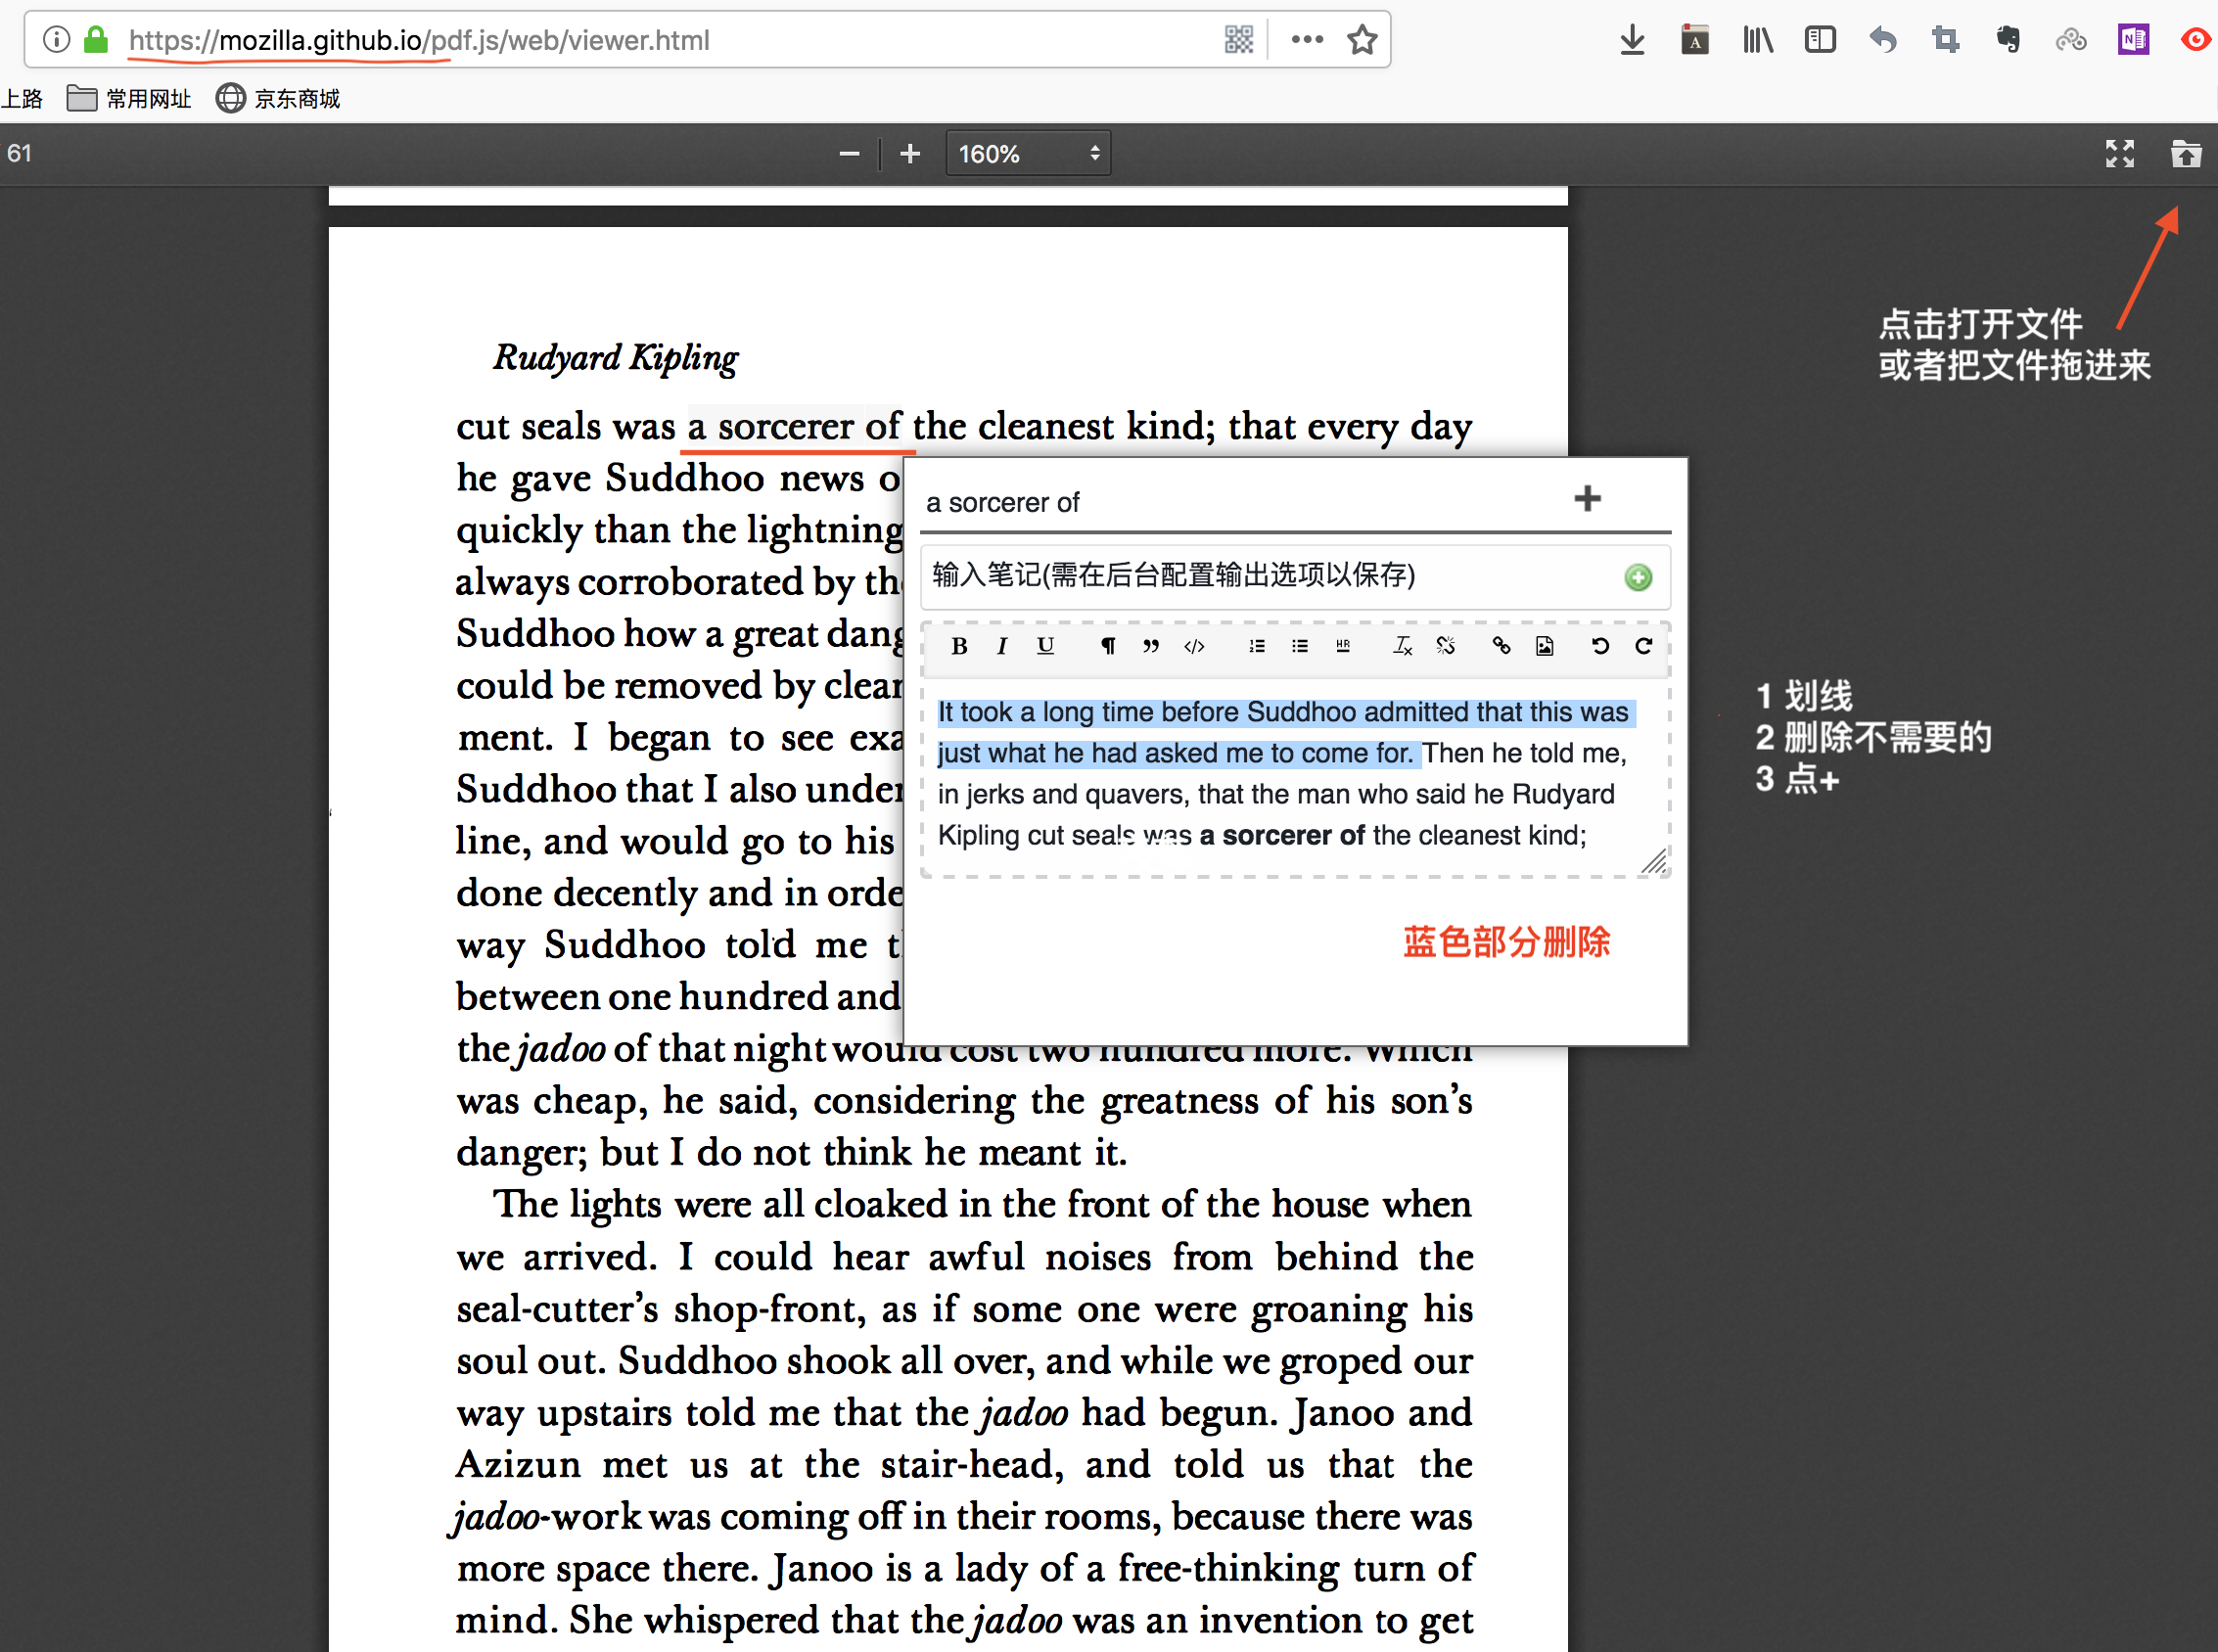 https://mozilla.github.io/pdf.js/web/viewer.html
上路 常用网址 京东商城
61 160%
点击打开文件
或者把文件拖进来
Rudyard Kipling
cut seals was a sorcerer of the cleanest kind; that every day
he gave Suddhoo news o
quickly than the lightning
always corroborated by the
Suddhoo how a great dang
could be removed by clear
ment. I began to see exa
Suddhoo that I also under
line, and would go to his
done decently and in orde
way Suddhoo told me t
between one hundred and
the jadoo of that night would cost two hundred more. Which
was cheap, he said, considering the greatness of his son’s
danger; but I do not think he meant it.
The lights were all cloaked in the front of the house when
we arrived. I could hear awful noises from behind the
seal-cutter’s shop-front, as if some one were groaning his
soul out. Suddhoo shook all over, and while we groped our
way upstairs told me that the jadoo had begun. Janoo and
Azizun met us at the stair-head, and told us that the
jadoo-work was coming off in their rooms, because there was
more space there. Janoo is a lady of a free-thinking turn of
mind. She whispered that the jadoo was an invention to get
a sorcerer of
输入笔记(需在后台配置输出选项以保存)
B I U ¶ ” </> HR
It took a long time before Suddhoo admitted that this was
just what he had asked me to come for. Then he told me,
in jerks and quavers, that the man who said he Rudyard
Kipling cut seals was a sorcerer of the cleanest kind;
蓝色部分删除
1 划线
2 删除不需要的
3 点+